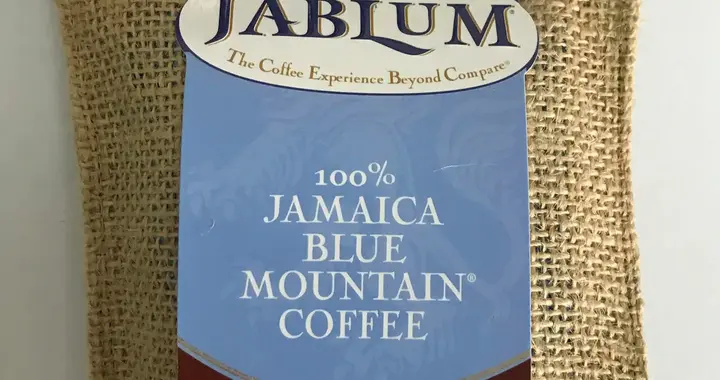 JABLUM®
The Coffee Experience Beyond Compare®
100%
JAMAICA
BLUE
MOUNTAIN®
COFFEE